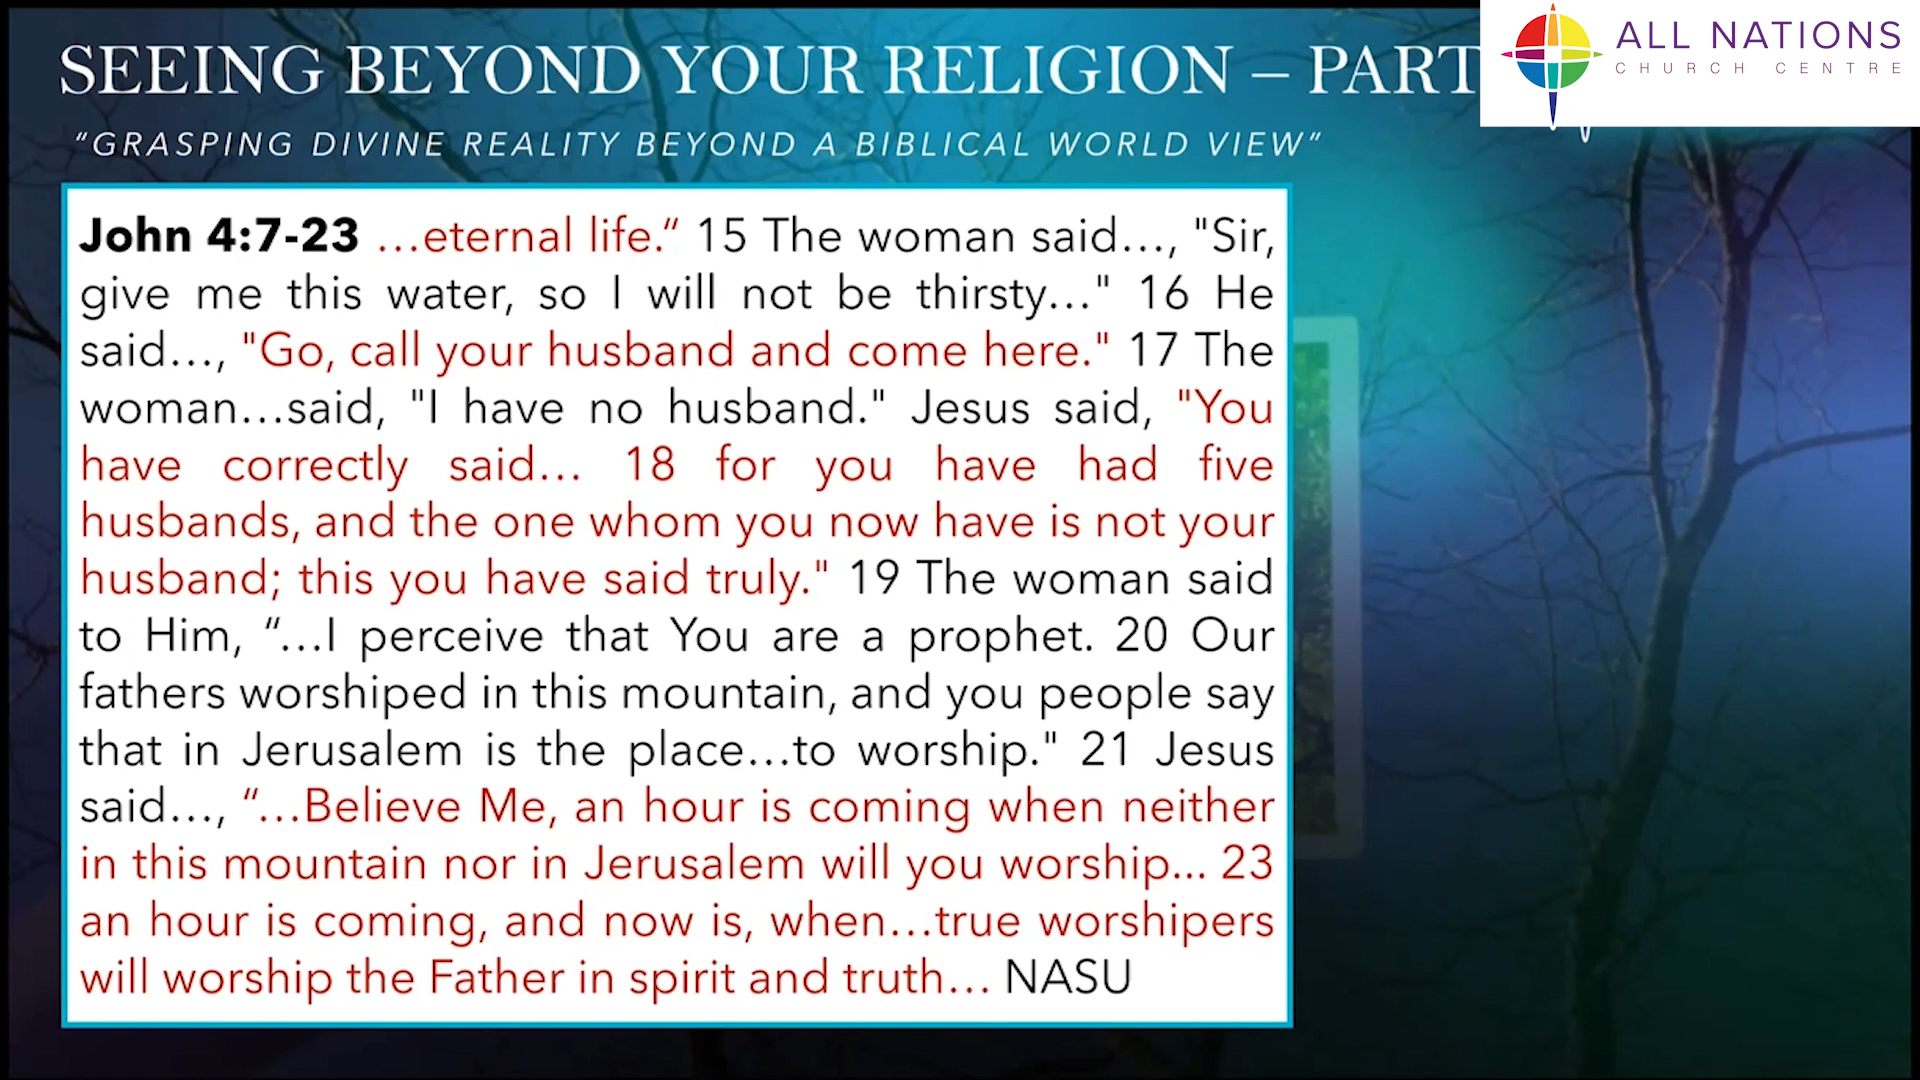 SEEING BEYOND YOUR RELIGION – PART
ALL NATIONS
CHURCH CENTRE
“GRASPING DIVINE REALITY BEYOND A BIBLICAL WORLD VIEW”
John 4:7-23 …eternal life.“ 15 The woman said…, "Sir,
give me this water, so I will not be thirsty…" 16 He
said…, "Go, call your husband and come here." 17 The
woman…said, "I have no husband." Jesus said, "You
have correctly said… 18 for you have had five
husbands, and the one whom you now have is not your
husband; this you have said truly." 19 The woman said
to Him, “…I perceive that You are a prophet. 20 Our
fathers worshiped in this mountain, and you people say
that in Jerusalem is the place…to worship." 21 Jesus
said…, “…Believe Me, an hour is coming when neither
in this mountain nor in Jerusalem will you worship... 23
an hour is coming, and now is, when…true worshipers
will worship the Father in spirit and truth… NASU